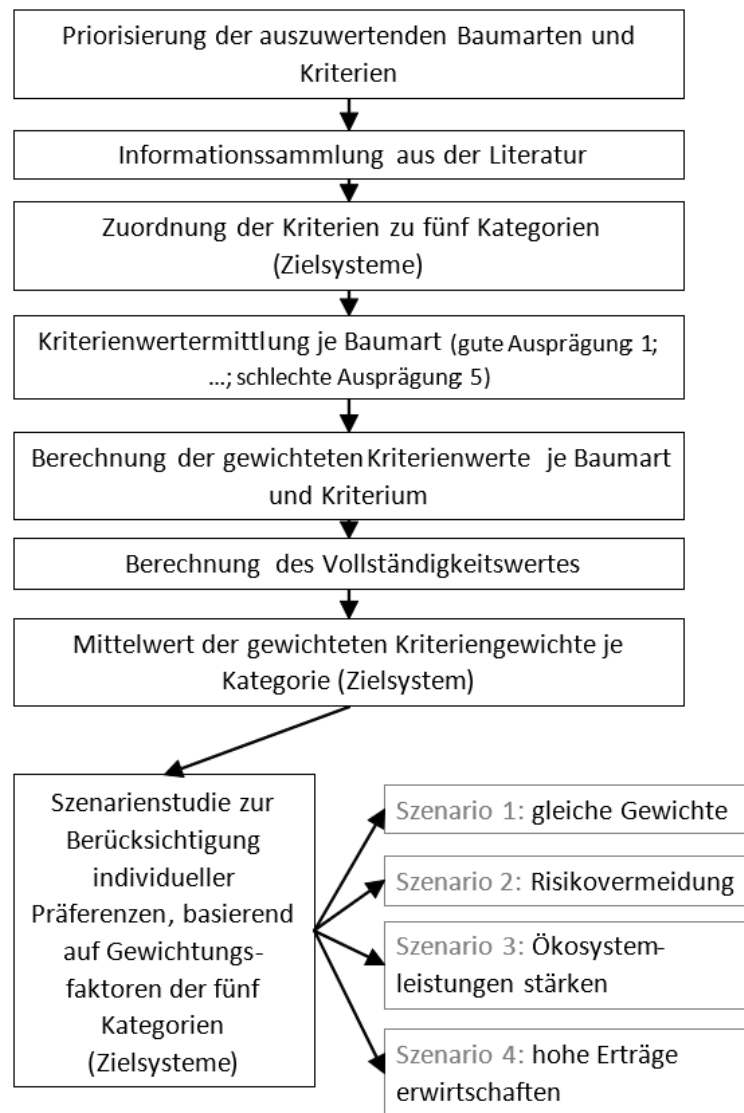 Priorisierung der auszuwertenden Baumarten und
Kriterien
Informationssammlung aus der Literatur
Zuordnung der Kriterien zu fünf Kategorien
(Zielsysteme)
Kriterienwertermittlung je Baumart (gute Ausprägung: 1;
...; schlechte Ausprägung: 5)
Berechnung der gewichteten Kriterienwerte je Baumart
und Kriterium
Berechnung des Vollständigkeitswertes
Mittelwert der gewichteten Kriteriengewichte je
Kategorie (Zielsystem)
Szenarienstudie zur
Berücksichtigung
individueller
Präferenzen, basierend
auf Gewichtungs-
faktoren der fünf
Kategorien
(Zielsysteme)
Szenario 1: gleiche Gewichte
Szenario 2: Risikovermeidung
Szenario 3: Ökosystem-
leistungen stärken
Szenario 4: hohe Erträge
erwirtschaften